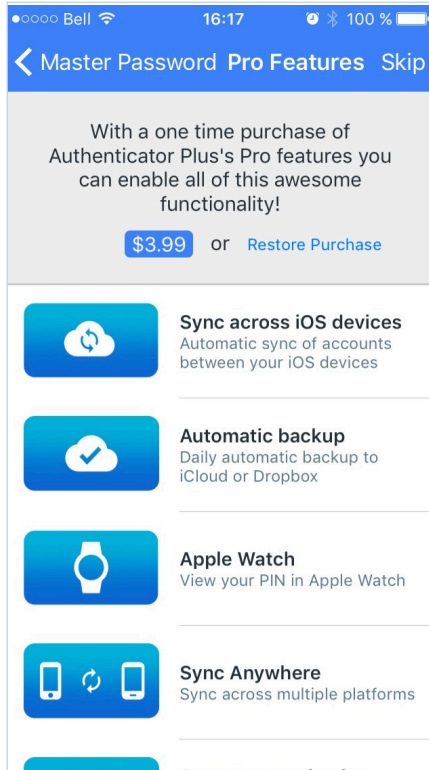 Bell 16:17 100 %
Master Password Pro Features Skip
With a one time purchase of
Authenticator Plus's Pro features you
can enable all of this awesome
functionality!
$3.99 or Restore Purchase
Sync across iOS devices
Automatic sync of accounts
between your iOS devices
Automatic backup
Daily automatic backup to
iCloud or Dropbox
Apple Watch
View your PIN in Apple Watch
Sync Anywhere
Sync across multiple platforms